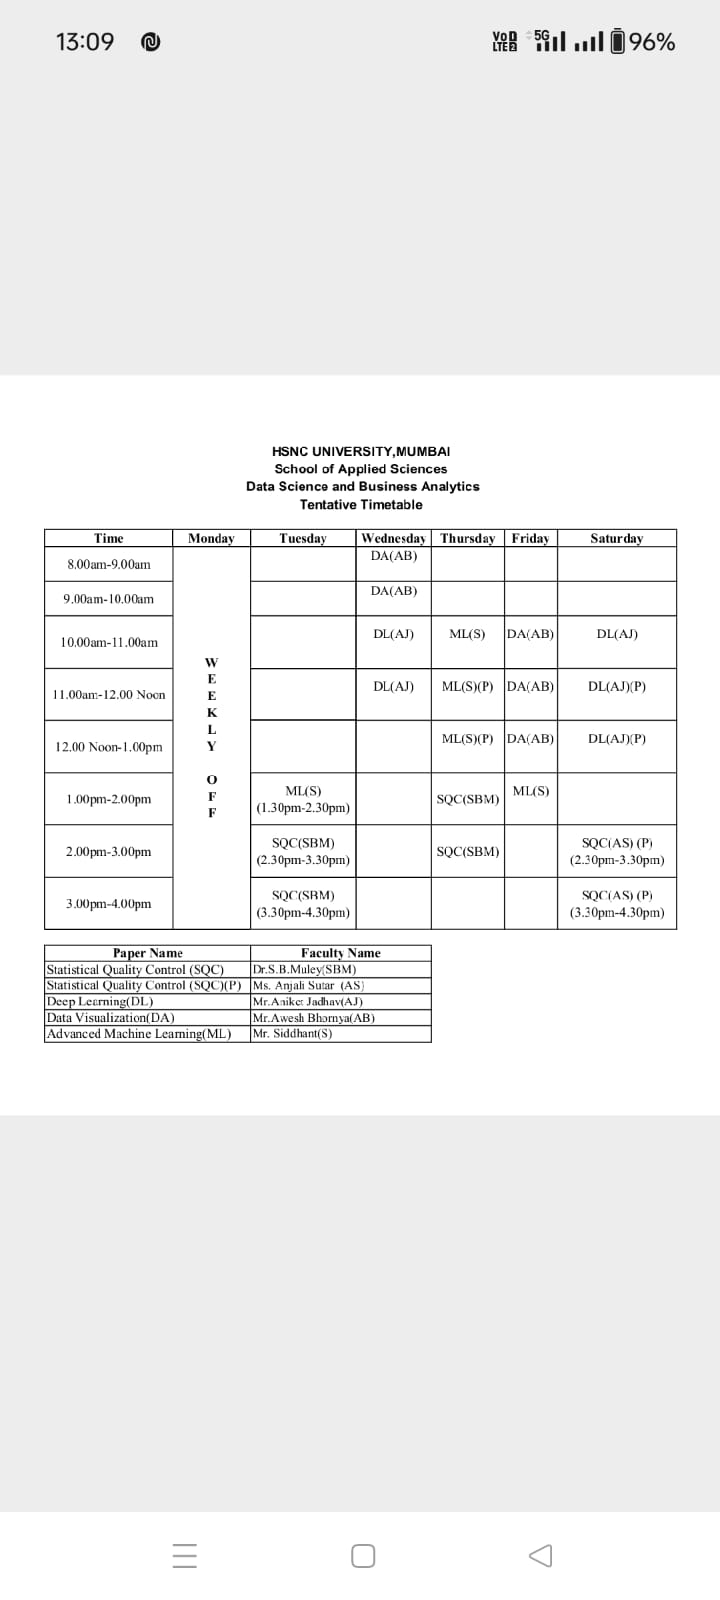 13:09 VoD LTE2 5G 96%
HSNC UNIVERSITY,MUMBAI
School of Applied Sciences
Data Science and Business Analytics
Tentative Timetable
Time Monday Tuesday Wednesday Thursday Friday Saturday
8.00am-9.00am DA(AB)
9.00am-10.00am DA(AB)
10.00am-11.00am DL(AJ) ML(S) DA(AB) DL(AJ)
WEEKLY OFF
11.00am-12.00 Noon DL(AJ) ML(S)(P) DA(AB) DL(AJ)(P)
12.00 Noon-1.00pm ML(S)(P) DA(AB) DL(AJ)(P)
1.00pm-2.00pm ML(S) (1.30pm-2.30pm) SQC(SBM) ML(S)
2.00pm-3.00pm SQC(SBM) (2.30pm-3.30pm) SQC(SBM) SQC(AS) (P) (2.30pm-3.30pm)
3.00pm-4.00pm SQC(SBM) (3.30pm-4.30pm) SQC(AS) (P) (3.30pm-4.30pm)
Paper Name Faculty Name
Statistical Quality Control (SQC) Dr.S.B.Muley(SBM)
Statistical Quality Control (SQC)(P) Ms. Anjali Sutar (AS)
Deep Learning(DL) Mr.Aniket Jadhav(AJ)
Data Visualization(DA) Mr.Awesh Bhornya(AB)
Advanced Machine Learning(ML) Mr. Siddhant(S)